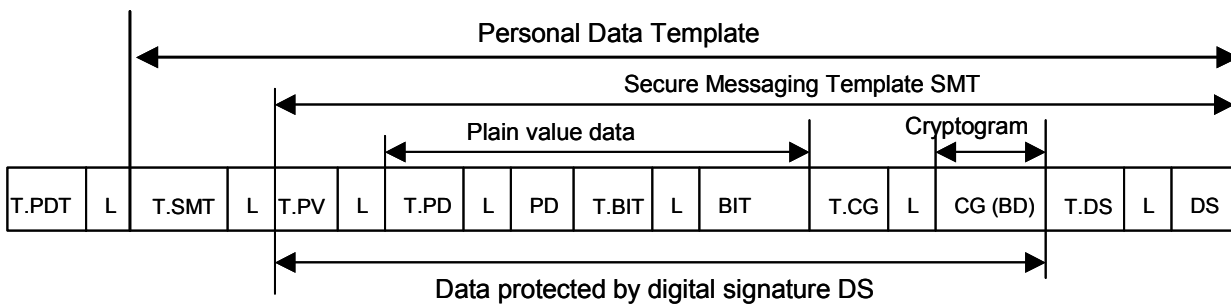 Personal Data Template
Secure Messaging Template SMT
Plain value data
Cryptogram
T.PDT L T.SMT L T.PV L T.PD L PD T.BIT L BIT T.CG L CG (BD) T.DS L DS
Data protected by digital signature DS